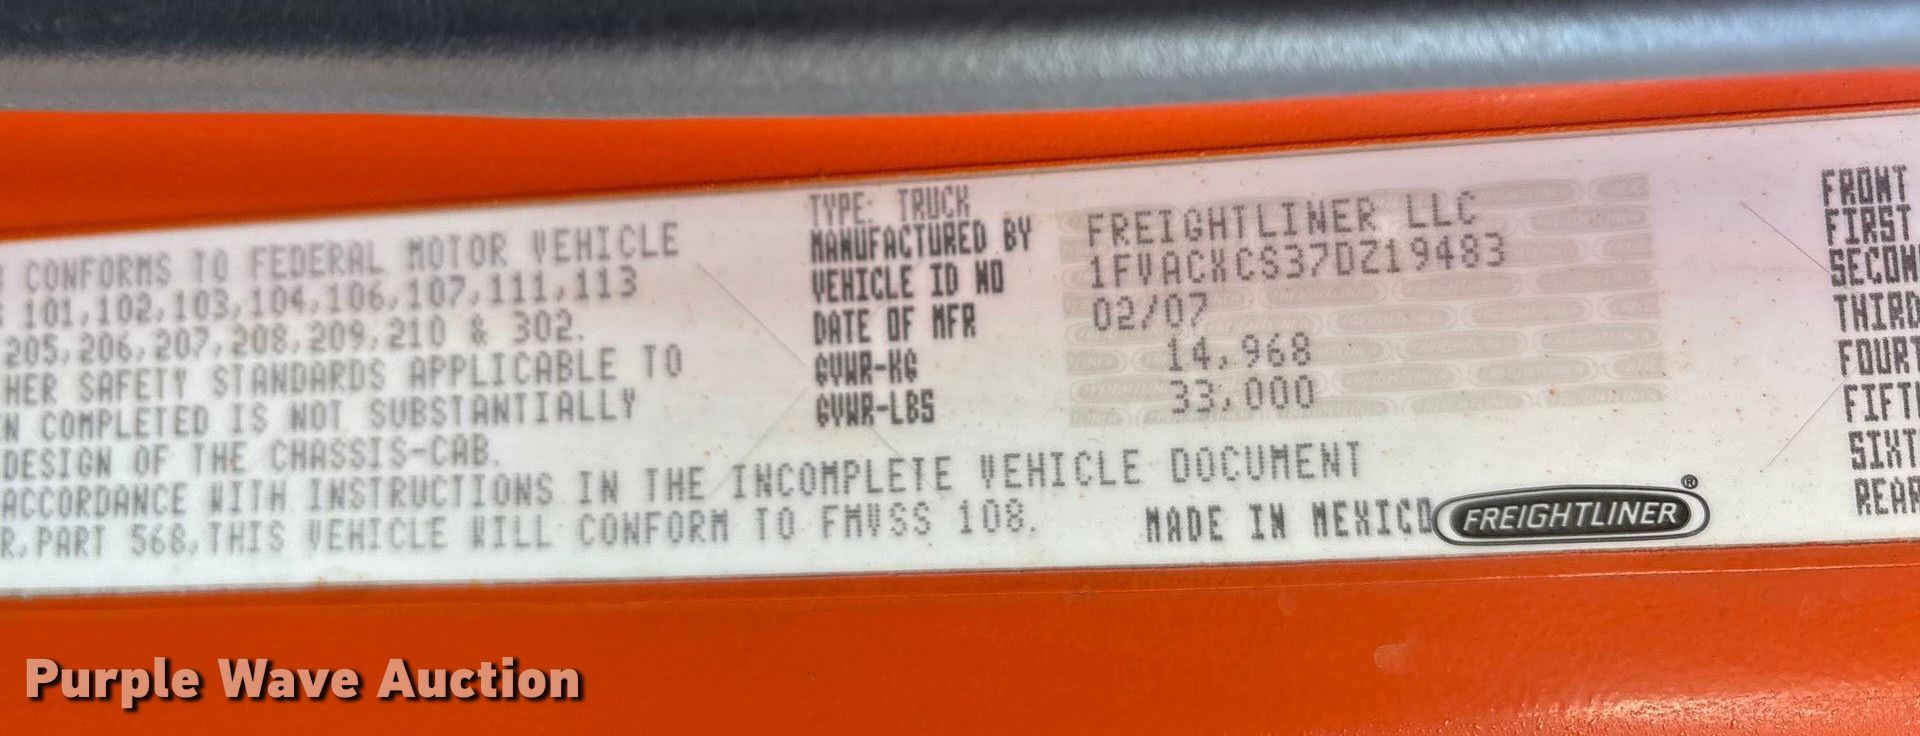 CONFORMS TO FEDERAL MOTOR VEHICLE
101,102,103,104,106,107,111,113
205,206,207,208,209,210 & 302.
HER SAFETY STANDARDS APPLICABLE TO
N COMPLETED IS NOT SUBSTANTIALLY
DESIGN OF THE CHASSIS-CAB.
ACCORDANCE WITH INSTRUCTIONS IN THE INCOMPLETE VEHICLE DOCUMENT
R,PART 568,THIS VEHICLE WILL CONFORM TO FMVSS 108.
TYPE: TRUCK
MANUFACTURED BY FREIGHTLINER LLC
VEHICLE ID NO 1FVACXCS37DZ19483
DATE OF MFR 02/07
GVWR-KG 14,968
GVWR-LBS 33,000
MADE IN MEXICO FREIGHTLINER®
FRONT
FIRST
SECON
THIRD
FOURT
FIFTH
SIXT
REAR
Purple Wave Auction